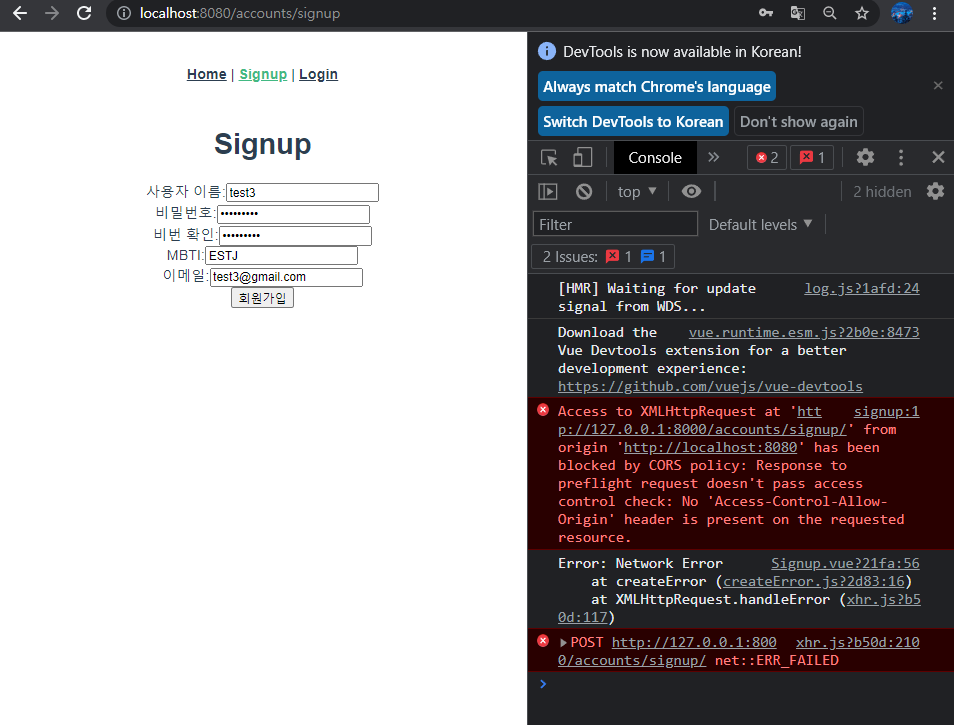 localhost:8080/accounts/signup
Home | Signup | Login
Signup
사용자 이름: test3
비밀번호: •••••••••
비번 확인: •••••••••
MBTI: ESTJ
이메일: test3@gmail.com
회원가입
DevTools is now available in Korean!
Always match Chrome's language
Switch DevTools to Korean Don't show again
Console 2 1
top 2 hidden
Filter Default levels
2 Issues: 1 1
[HMR] Waiting for update log.js?1afd:24
signal from WDS...
Download the vue.runtime.esm.js?2b0e:8473
Vue Devtools extension for a better
development experience:
https://github.com/vuejs/vue-devtools
Access to XMLHttpRequest at 'htt signup:1
p://127.0.0.1:8000/accounts/signup/' from
origin 'http://localhost:8080' has been
blocked by CORS policy: Response to
preflight request doesn't pass access
control check: No 'Access-Control-Allow-
Origin' header is present on the requested
resource.
Error: Network Error Signup.vue?21fa:56
at createError (createError.js?2d83:16)
at XMLHttpRequest.handleError (xhr.js?b5
0d:117)
POST http://127.0.0.1:800 xhr.js?b50d:210
0/accounts/signup/ net::ERR_FAILED